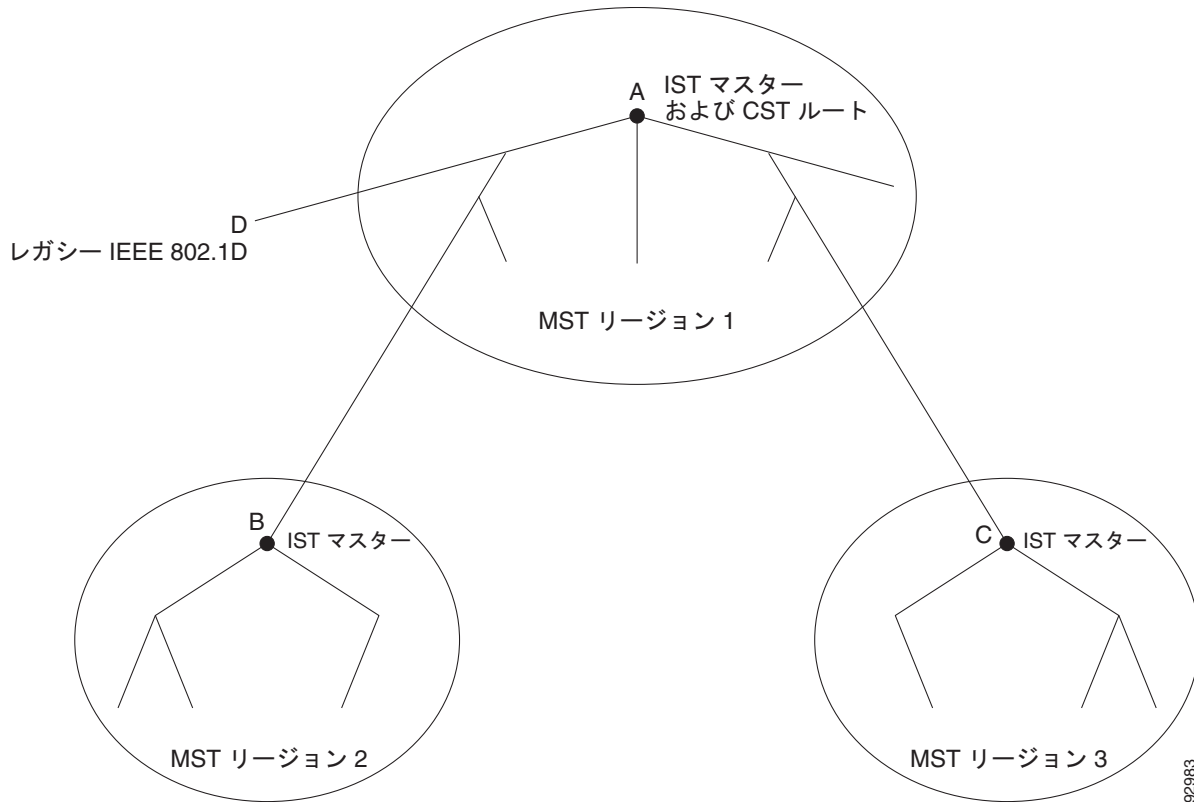 A
IST マスター
および CST ルート
D
レガシー IEEE 802.1D
MST リージョン 1
B
IST マスター
C
IST マスター
MST リージョン 2
MST リージョン 3
92983